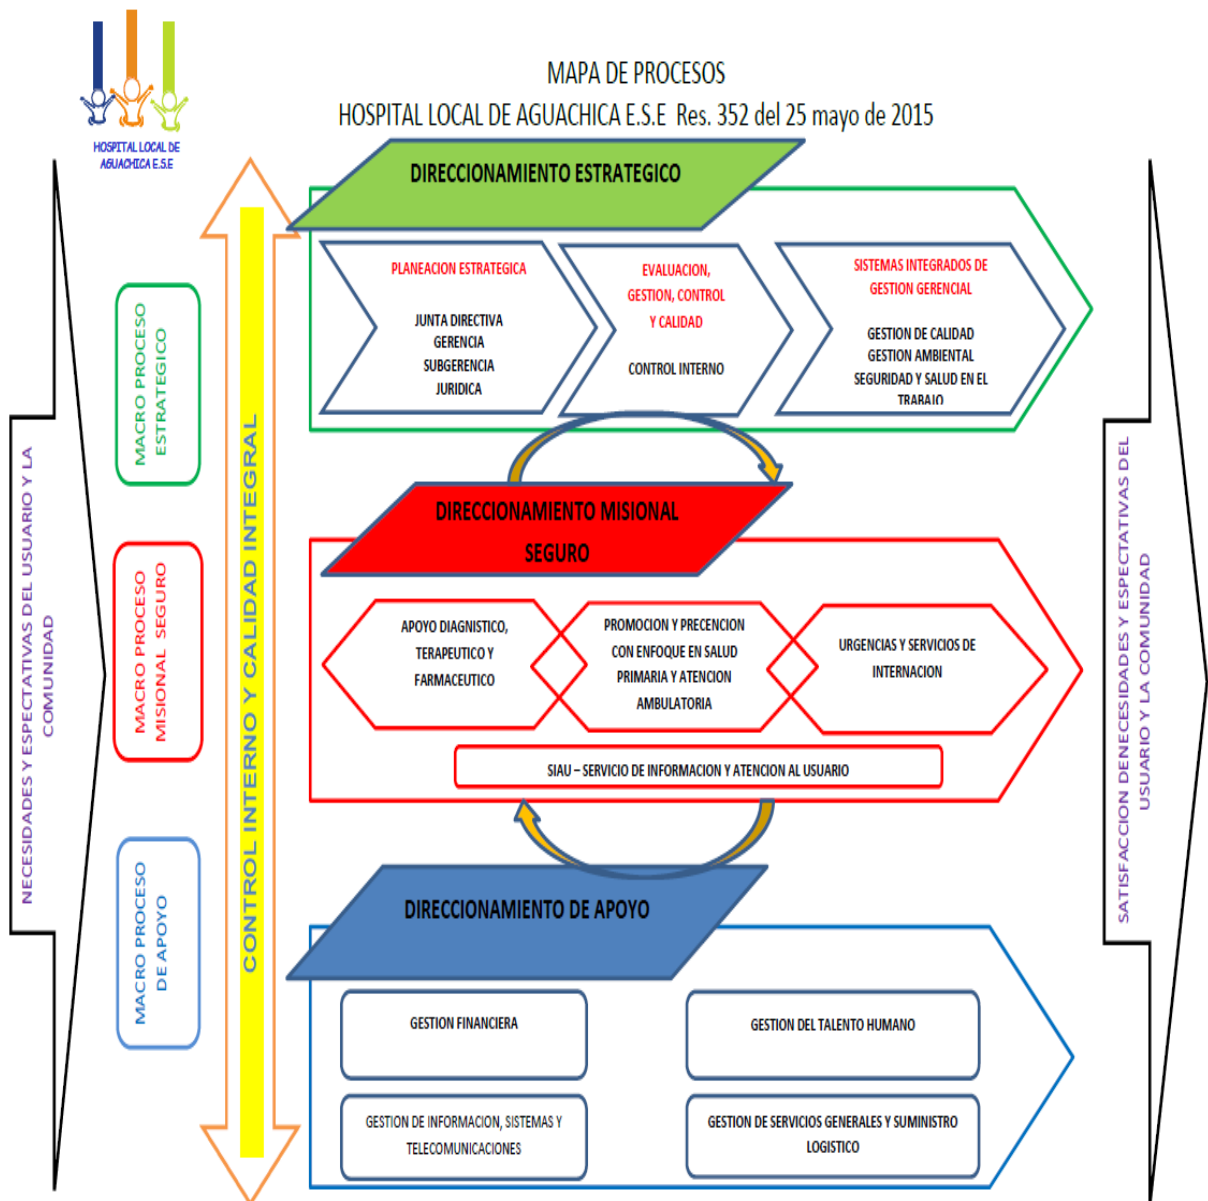 MAPA DE PROCESOS
HOSPITAL LOCAL DE AGUACHICA E.S.E Res. 352 del 25 mayo de 2015
HOSPITAL LOCAL DE
AGUACHICA E.S.E
NECESIDADES Y ESPECTATIVAS DEL USUARIO Y LA
COMUNIDAD
MACRO PROCESO
ESTRATEGICO
MACRO PROCESO
MISIONAL SEGURO
MACRO PROCESO
DE APOYO
CONTROL INTERNO Y CALIDAD INTEGRAL
DIRECCIONAMIENTO ESTRATEGICO
PLANEACION ESTRATEGICA
JUNTA DIRECTIVA
GERENCIA
SUBGERENCIA
JURIDICA
EVALUACION,
GESTION, CONTROL
Y CALIDAD
CONTROL INTERNO
SISTEMAS INTEGRADOS DE
GESTION GERENCIAL
GESTION DE CALIDAD
GESTION AMBIENTAL
SEGURIDAD Y SALUD EN EL
TRABAJO
DIRECCIONAMIENTO MISIONAL
SEGURO
APOYO DIAGNISTICO,
TERAPEUTICO Y
FARMACEUTICO
PROMOCION Y PRECENCION
CON ENFOQUE EN SALUD
PRIMARIA Y ATENCION
AMBULATORIA
URGENCIAS Y SERVICIOS DE
INTERNACION
SIAU – SERVICIO DE INFORMACION Y ATENCION AL USUARIO
DIRECCIONAMIENTO DE APOYO
GESTION FINANCIERA
GESTION DEL TALENTO HUMANO
GESTION DE INFORMACION, SISTEMAS Y
TELECOMUNICACIONES
GESTION DE SERVICIOS GENERALES Y SUMINISTRO
LOGISTICO
SATISFACCION DENECESIDADES Y ESPECTATIVAS DEL
USUARIO Y LA COMUNIDAD